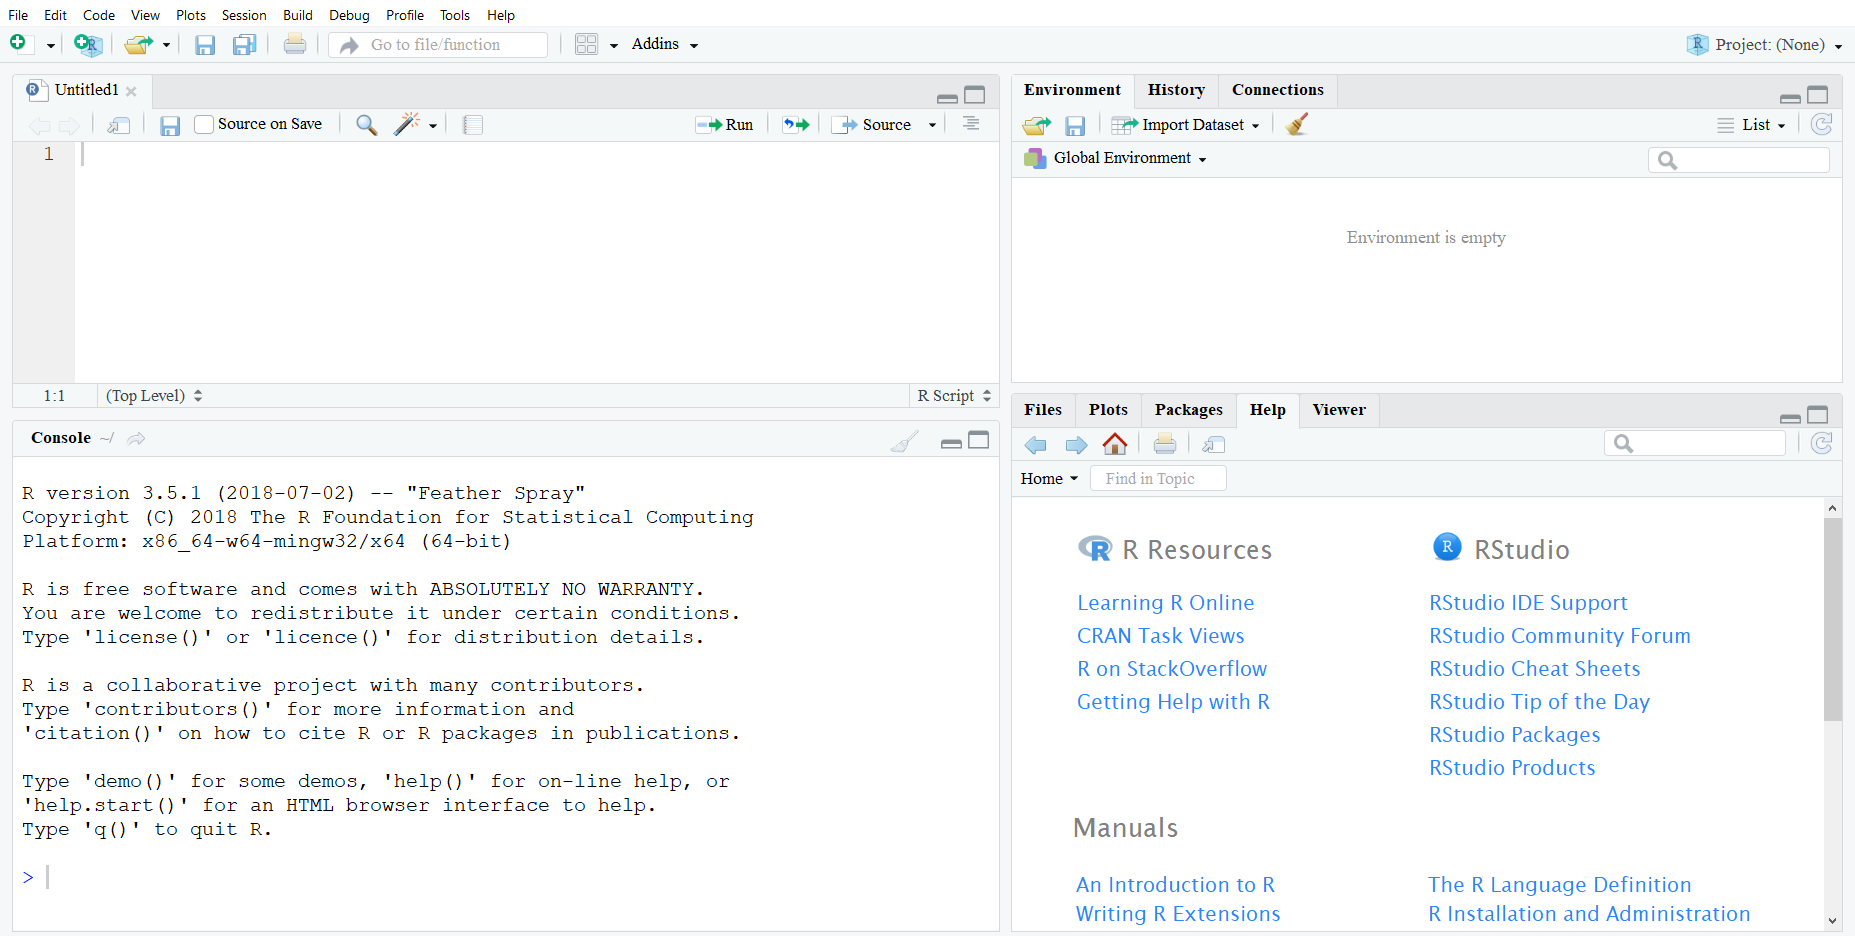 File Edit Code View Plots Session Build Debug Profile Tools Help
Go to file/function Addins Project: (None)
Untitled1
Source on Save Run Source
1
1:1 (Top Level) R Script
Console ~/
R version 3.5.1 (2018-07-02) -- "Feather Spray"
Copyright (C) 2018 The R Foundation for Statistical Computing
Platform: x86_64-w64-mingw32/x64 (64-bit)
R is free software and comes with ABSOLUTELY NO WARRANTY.
You are welcome to redistribute it under certain conditions.
Type 'license()' or 'licence()' for distribution details.
R is a collaborative project with many contributors.
Type 'contributors()' for more information and
'citation()' on how to cite R or R packages in publications.
Type 'demo()' for some demos, 'help()' for on-line help, or
'help.start()' for an HTML browser interface to help.
Type 'q()' to quit R.
>
Environment History Connections
Import Dataset List
Global Environment
Environment is empty
Files Plots Packages Help Viewer
Home Find in Topic
R R Resources
Learning R Online
CRAN Task Views
R on StackOverflow
Getting Help with R
R RStudio
RStudio IDE Support
RStudio Community Forum
RStudio Cheat Sheets
RStudio Tip of the Day
RStudio Packages
RStudio Products
Manuals
An Introduction to R
Writing R Extensions
The R Language Definition
R Installation and Administration